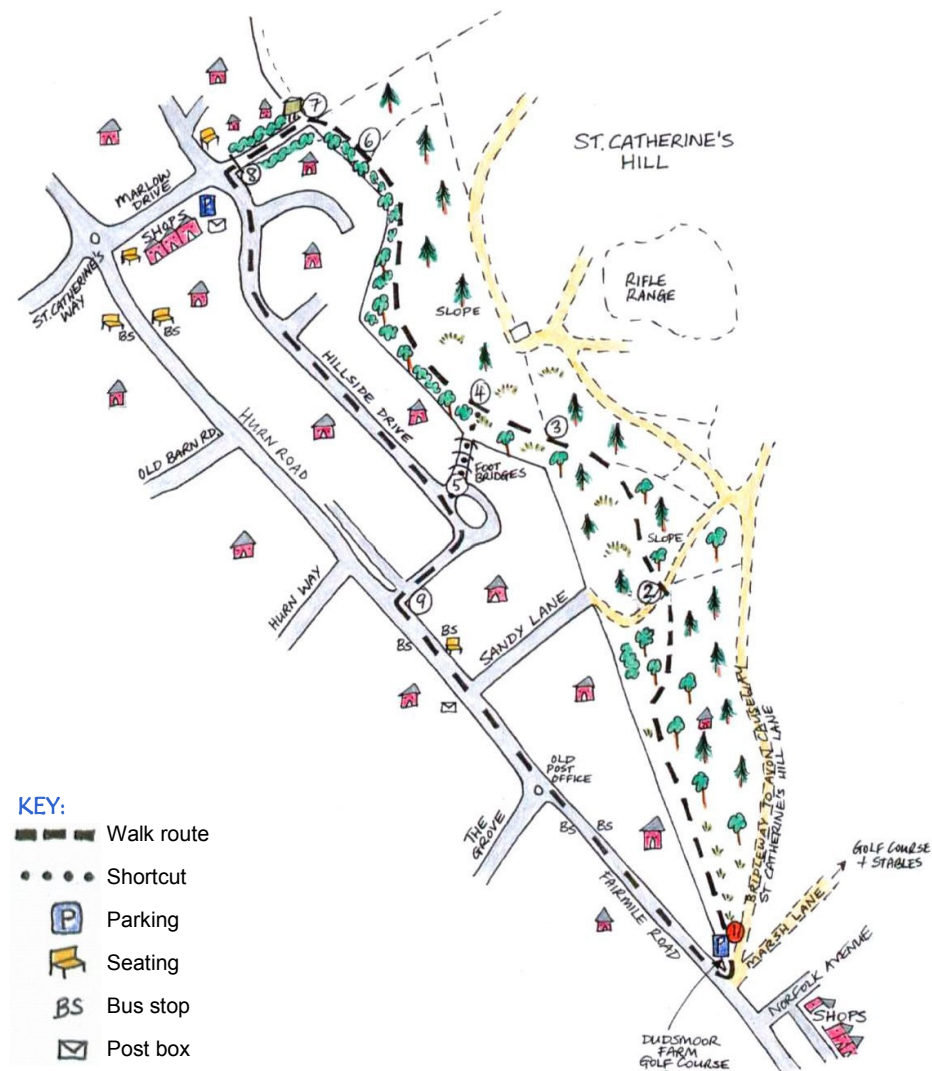 ST. CATHERINE'S
HILL
RIFLE
RANGE
7
6
8
MARLOW
DRIVE
P
SHOPS
ST. CATHERINE'S
WAY
BS
BS
SLOPE
HILLSIDE DRIVE
HURN ROAD
OLD BARN RD.
4
3
FOOT
BRIDGES
5
SLOPE
HURN WAY
2
9
BS
BS
SANDY LANE
OLD
POST
OFFICE
THE
GROVE
BS
BS
FAIRMILE ROAD
BRIDLEWAY TO AVON CAUSEWAY
ST CATHERINE'S HILL LANE
GOLF COURSE
+ STABLES
MARSH LANE
1
P
NORFOLK AVENUE
SHOPS
DUDSMOOR
FARM
GOLF COURSE
KEY:
Walk route
Shortcut
P Parking
Seating
BS Bus stop
Post box